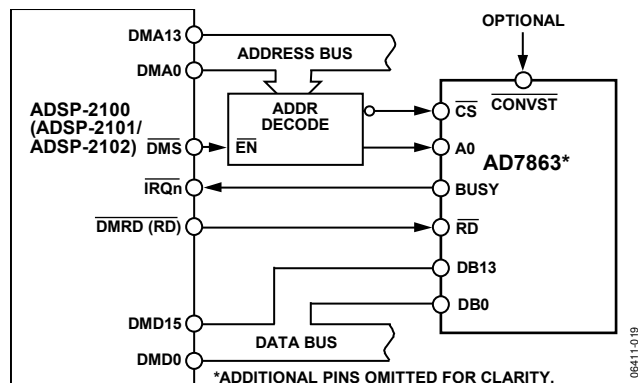 DMA13
ADDRESS BUS
DMA0
OPTIONAL
ADSP-2100
(ADSP-2101/
ADSP-2102)
DMS
EN
ADDR
DECODE
CS
CONVST
A0
AD7863*
IRQn
BUSY
DMRD (RD)
RD
DB13
DB0
DMD15
DATA BUS
DMD0
*ADDITIONAL PINS OMITTED FOR CLARITY.
06411-019